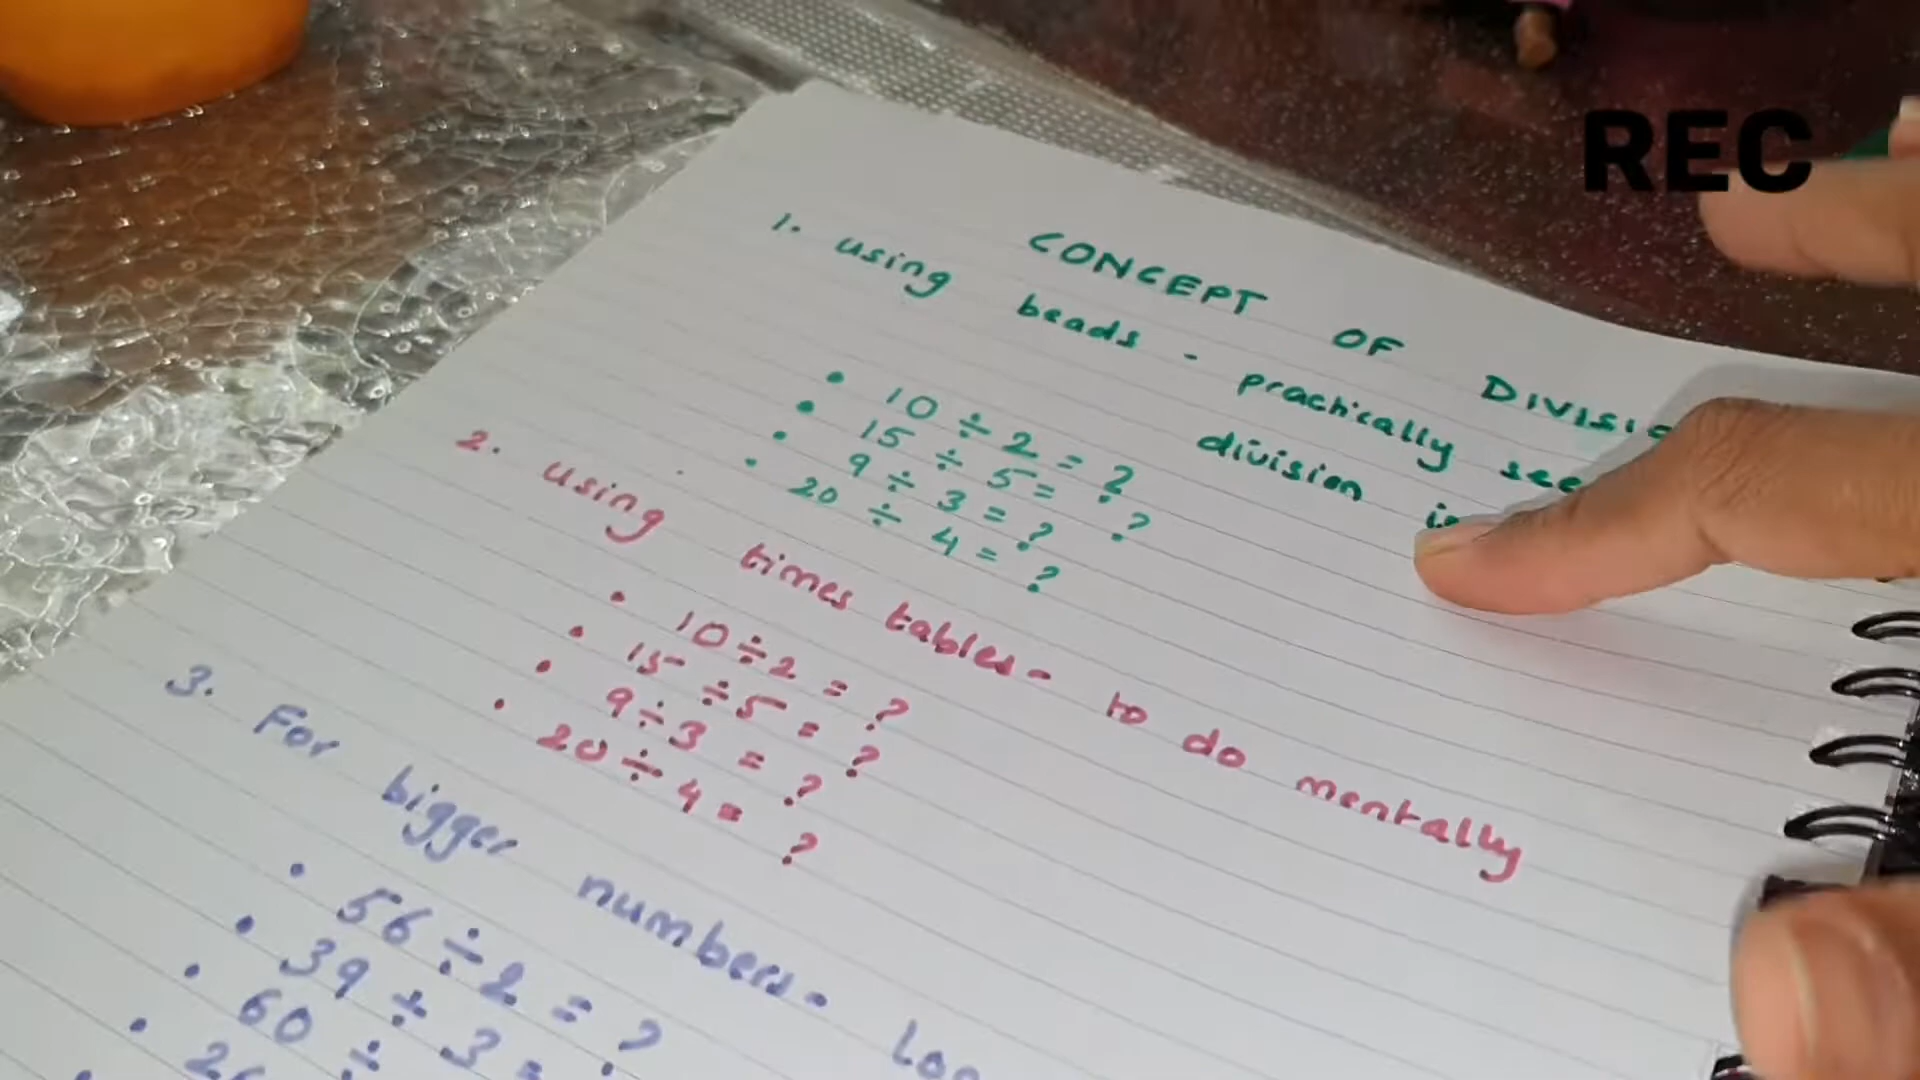 REC
CONCEPT OF
1. using beads - practically see
division
• 10 ÷ 2 = ?
• 15 ÷ 5 = ?
• 9 ÷ 3 = ?
• 20 ÷ 4 = ?
2. using times tables - to do mentally
• 10 ÷ 2 = ?
• 15 ÷ 5 = ?
• 9 ÷ 3 = ?
• 20 ÷ 4 = ?
3. For bigger numbers -
• 56 ÷ 2 = ?
• 39 ÷ 3 = ?
• 60 ÷